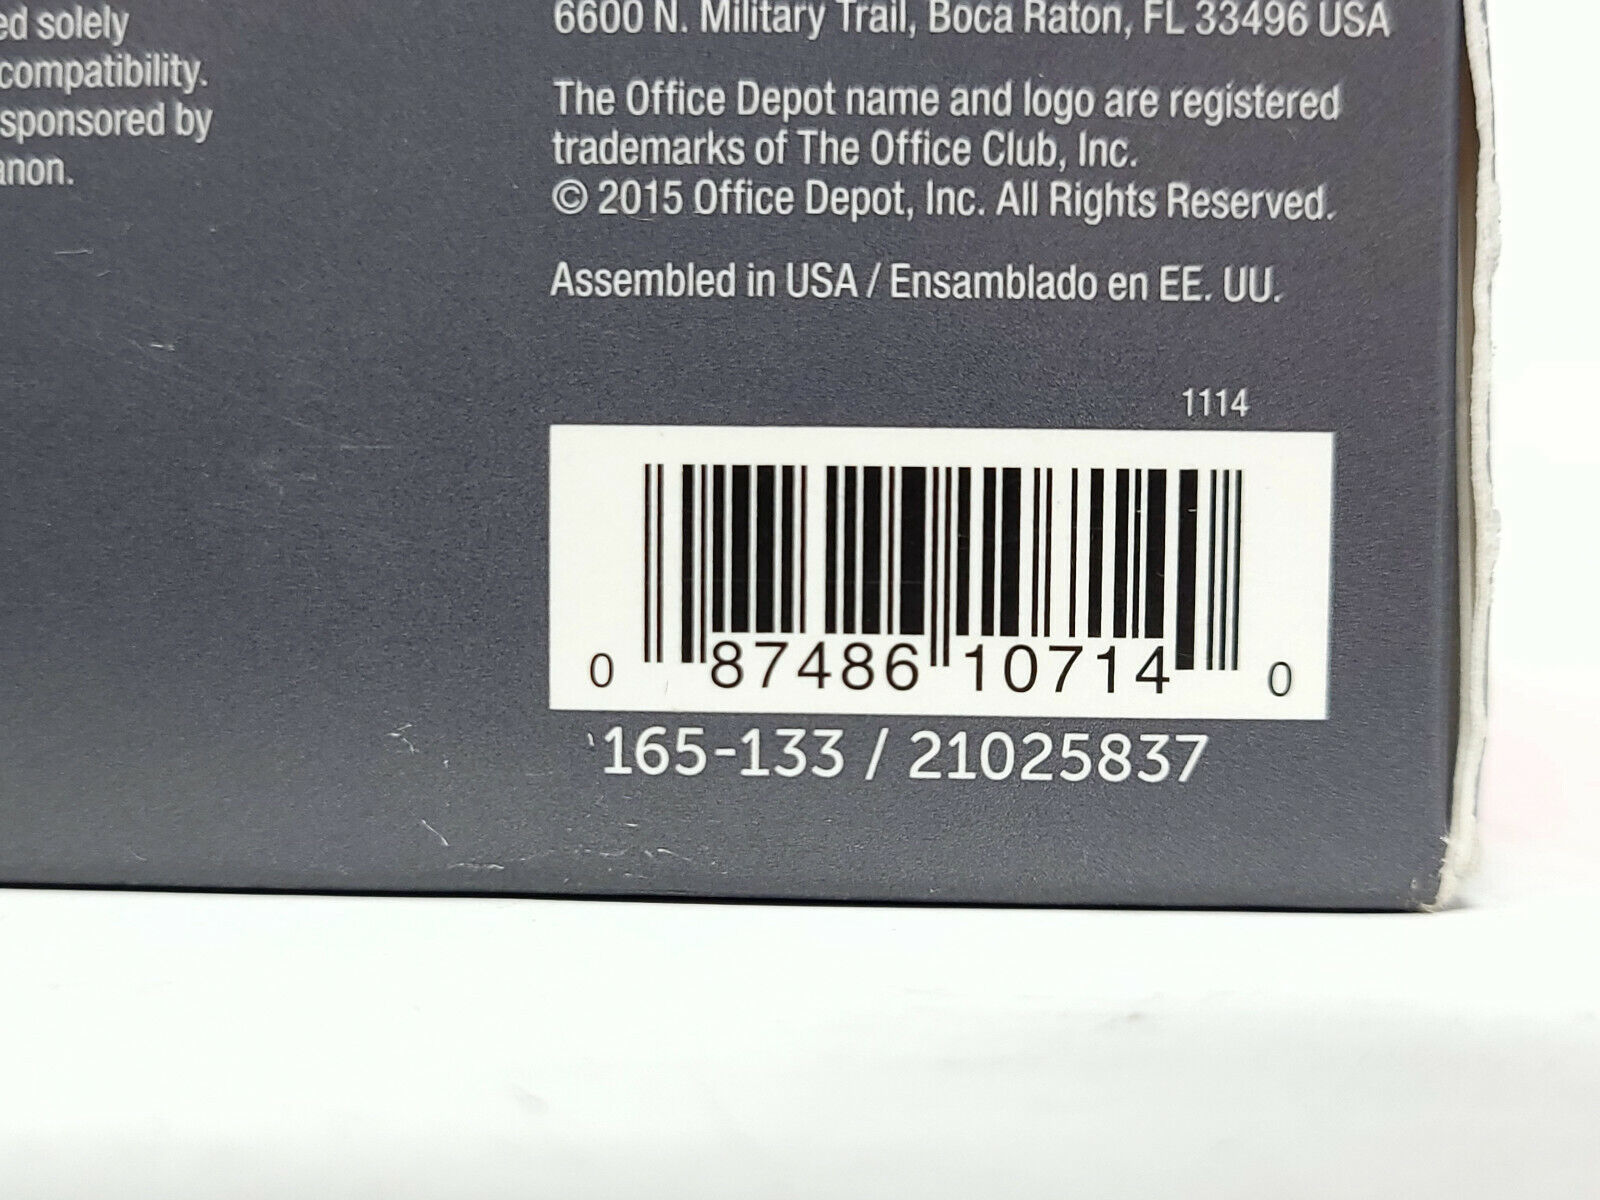 ed solely
compatibility.
sponsored by
anon.
6600 N. Military Trail, Boca Raton, FL 33496 USA
The Office Depot name and logo are registered
trademarks of The Office Club, Inc.
© 2015 Office Depot, Inc. All Rights Reserved.
Assembled in USA / Ensamblado en EE. UU.
1114
0 87486 10714 0
165-133 / 21025837